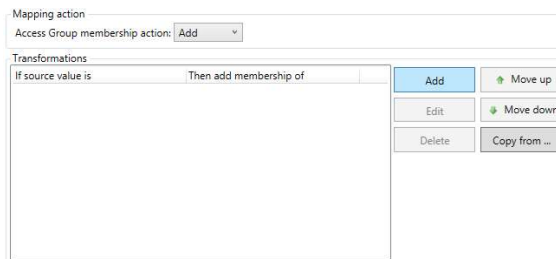 Mapping action
Access Group membership action: Add
Transformations
If source value is Then add membership of
Add Move up
Edit Move down
Delete Copy from ...